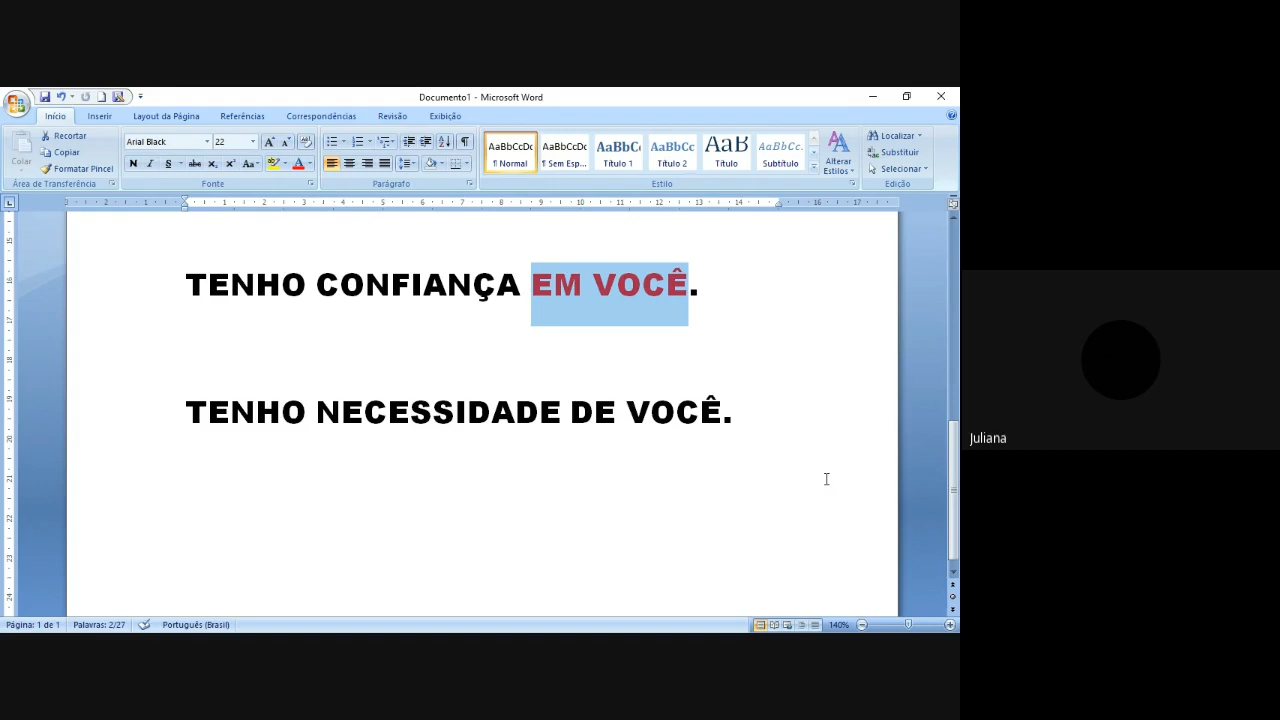 Documento1 - Microsoft Word
Início Inserir Layout da Página Referências Correspondências Revisão Exibição
Colar
Recortar
Copiar
Formatar Pincel
Área de Transferência
Arial Black 22
Fonte
Parágrafo
AaBbCcDc AaBbCcDc AaBbC AaBbCc AaB AaBbCc.
¶ Normal ¶ Sem Esp... Título 1 Título 2 Título Subtítulo
Alterar Estilos
Estilo
Localizar
Substituir
Selecionar
Edição
TENHO CONFIANÇA EM VOCÊ.
TENHO NECESSIDADE DE VOCÊ.
Juliana
Página: 1 de 1 Palavras: 2/27 Português (Brasil) 140%